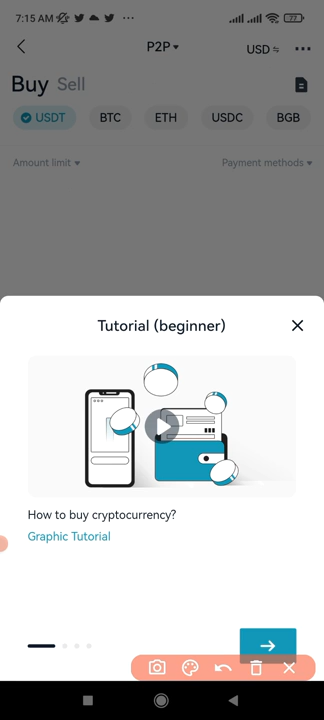 7:15 AM
77
P2P
USD
Buy Sell
USDT BTC ETH USDC BGB
Amount limit Payment methods
Tutorial (beginner)
How to buy cryptocurrency?
Graphic Tutorial